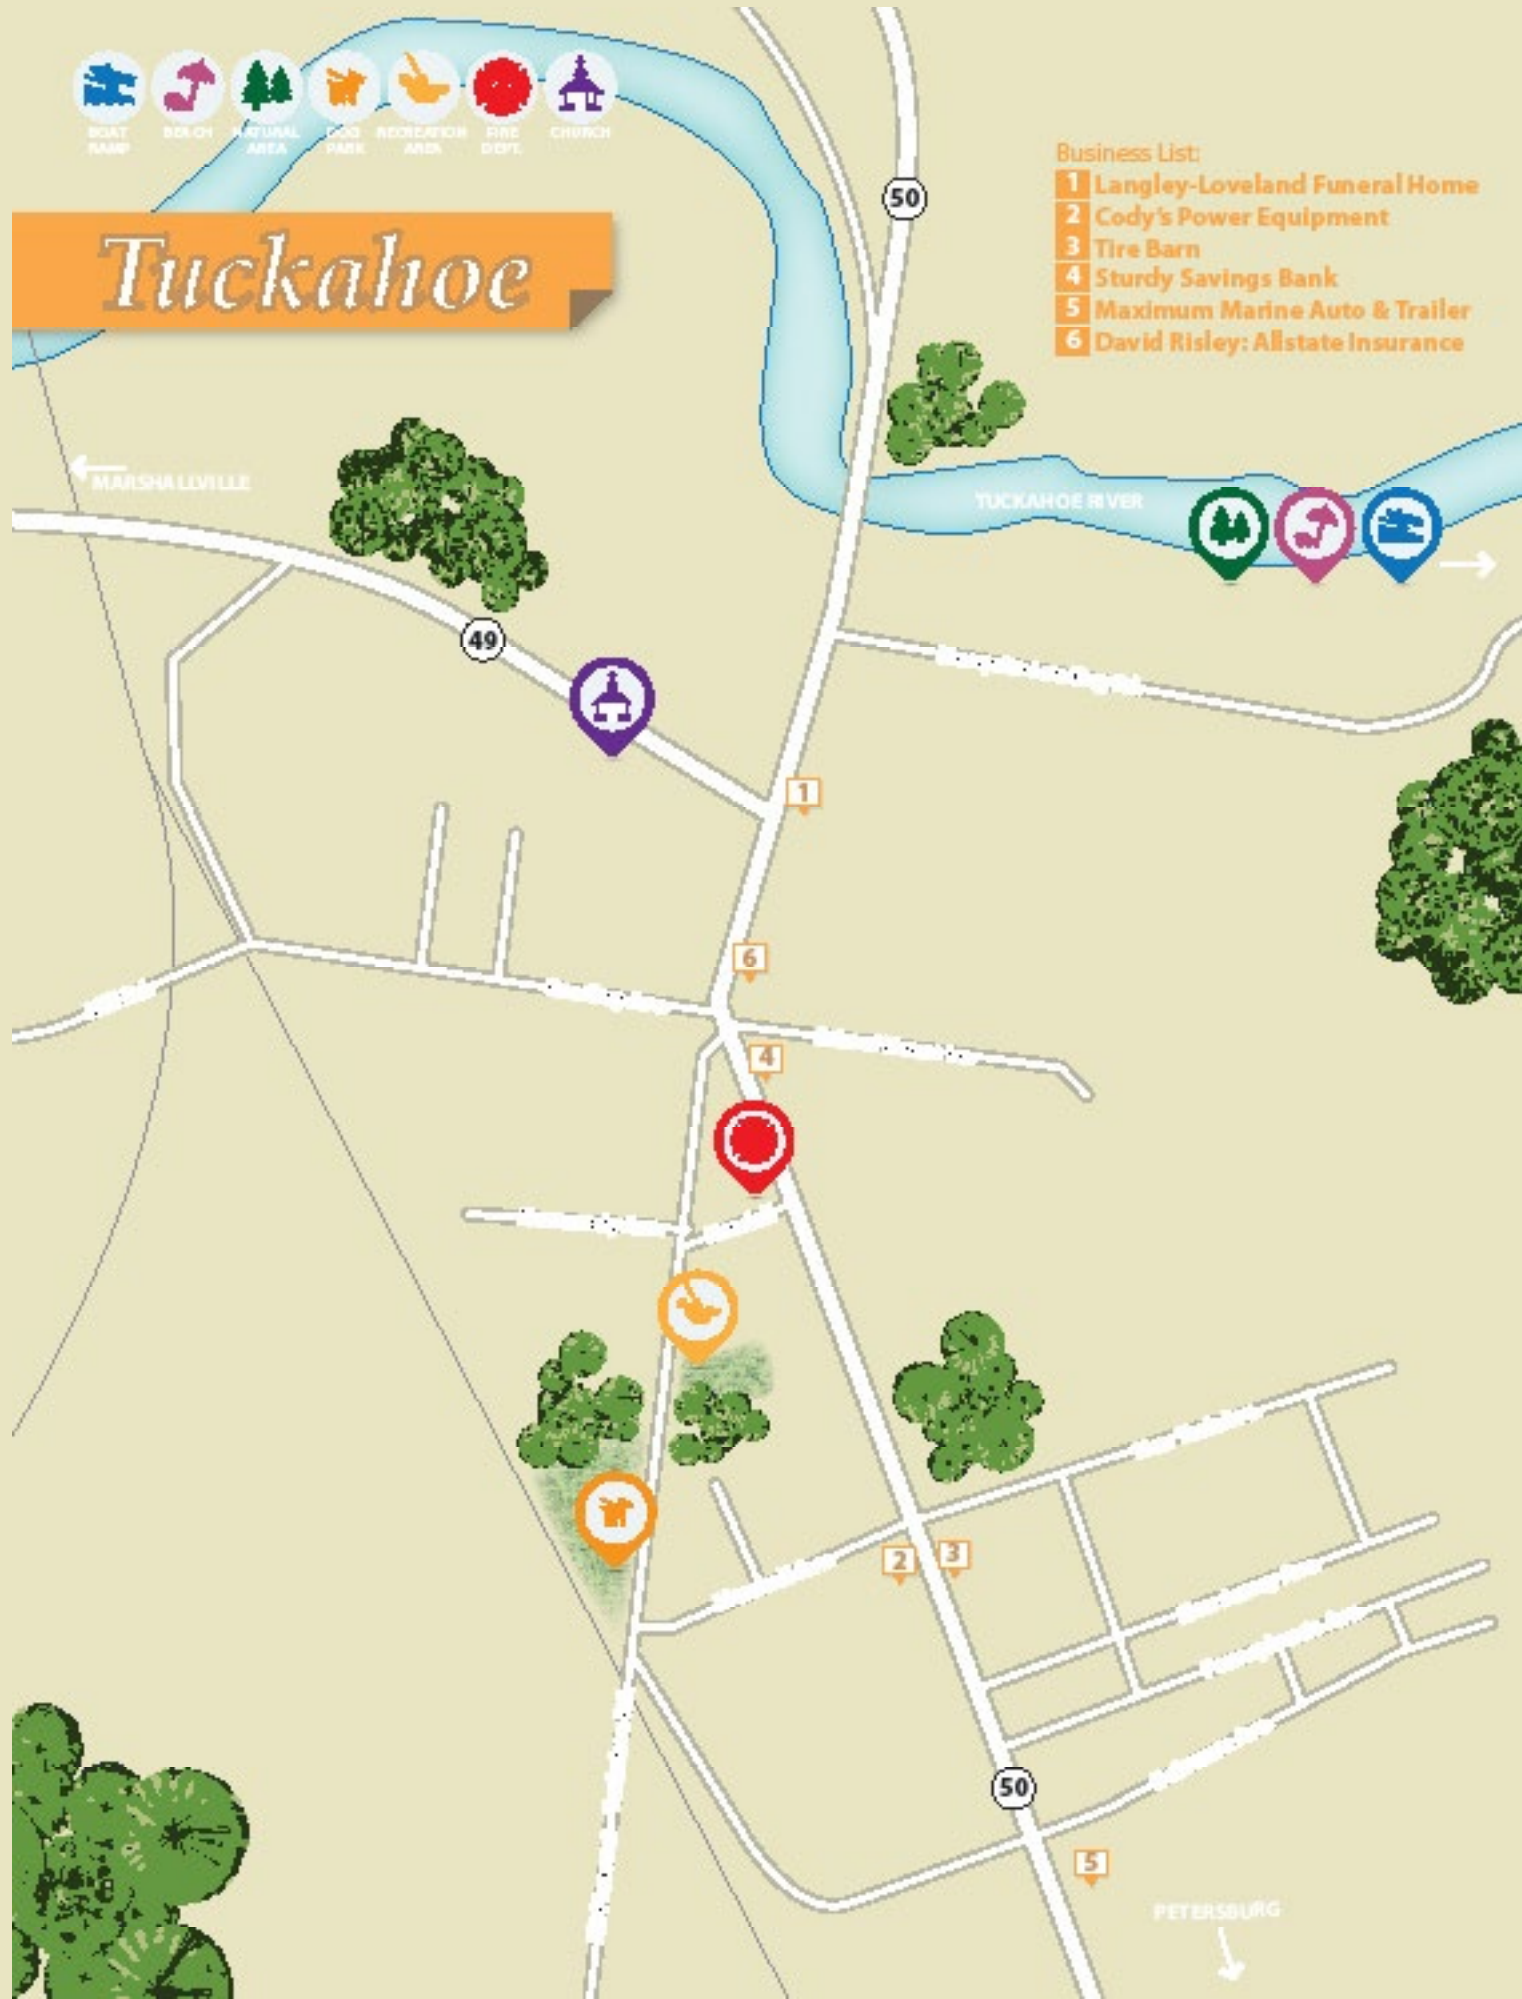 BOAT RAMP
BEACH
NATURAL AREA
DOG PARK
RECREATION AREA
FIRE DEPT.
CHURCH
Tuckahoe
50
Business List:
1 Langley-Loveland Funeral Home
2 Cody's Power Equipment
3 Tire Barn
4 Sturdy Savings Bank
5 Maximum Marine Auto & Trailer
6 David Risley: Allstate Insurance
MARSHALLVILLE
TUCKAHOE RIVER
49
1
6
4
2
3
50
5
PETERSBURG